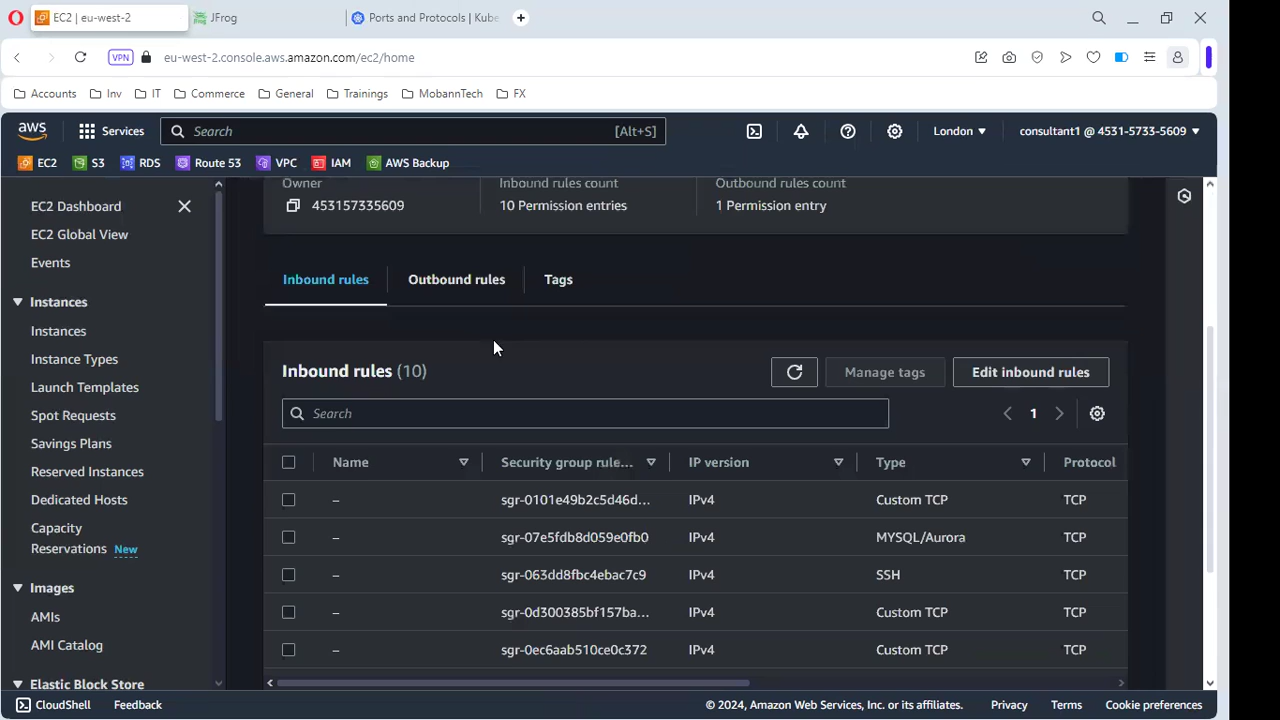 EC2 | eu-west-2
JFrog
Ports and Protocols | Kube
VPN
eu-west-2.console.aws.amazon.com/ec2/home
Accounts
Inv
IT
Commerce
General
Trainings
MobannTech
FX
aws
Services
Search
[Alt+S]
London
consultant1 @ 4531-5733-5609
EC2
S3
RDS
Route 53
VPC
IAM
AWS Backup
EC2 Dashboard
EC2 Global View
Events
Instances
Instances
Instance Types
Launch Templates
Spot Requests
Savings Plans
Reserved Instances
Dedicated Hosts
Capacity
Reservations New
Images
AMIs
AMI Catalog
Elastic Block Store
Owner
453157335609
Inbound rules count
10 Permission entries
Outbound rules count
1 Permission entry
Inbound rules
Outbound rules
Tags
Inbound rules (10)
Manage tags
Edit inbound rules
Search
1
Name
Security group rule...
IP version
Type
Protocol
– sgr-0101e49b2c5d46d... IPv4 Custom TCP TCP
– sgr-07e5fdb8d059e0fb0 IPv4 MYSQL/Aurora TCP
– sgr-063dd8fbc4ebac7c9 IPv4 SSH TCP
– sgr-0d300385bf157ba... IPv4 Custom TCP TCP
– sgr-0ec6aab510ce0c372 IPv4 Custom TCP TCP
CloudShell
Feedback
© 2024, Amazon Web Services, Inc. or its affiliates.
Privacy
Terms
Cookie preferences